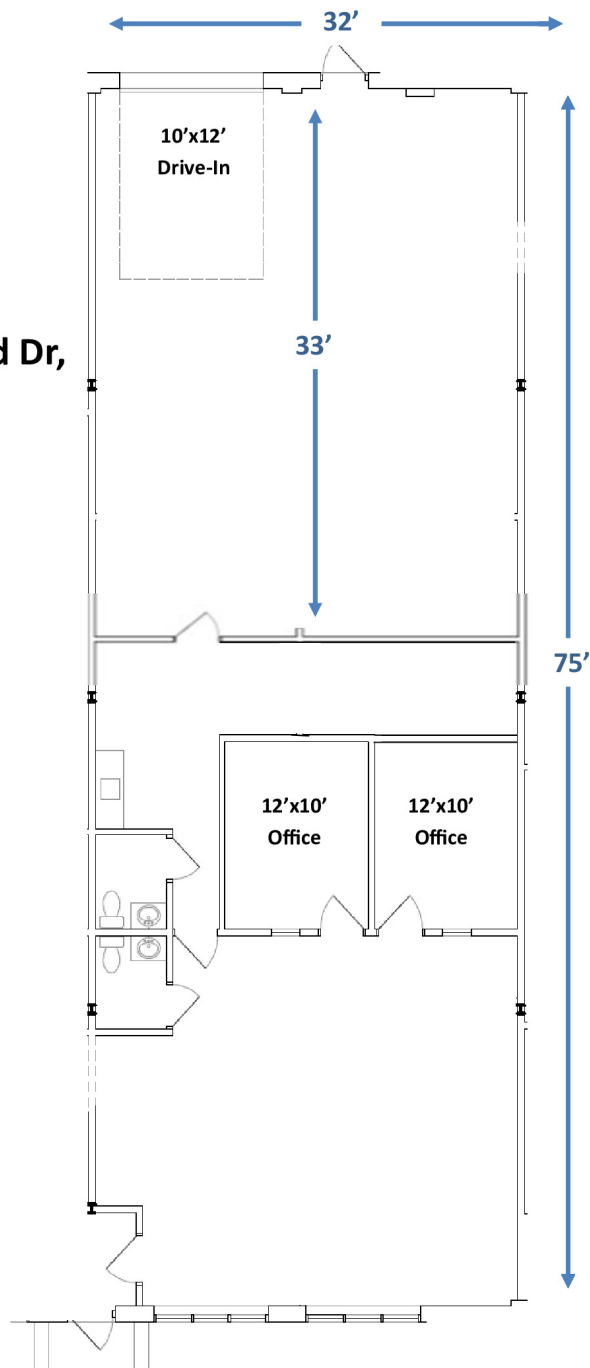 32’
10’x12’
Drive-In
33’
d Dr,
75’
12’x10’
Office
12’x10’
Office